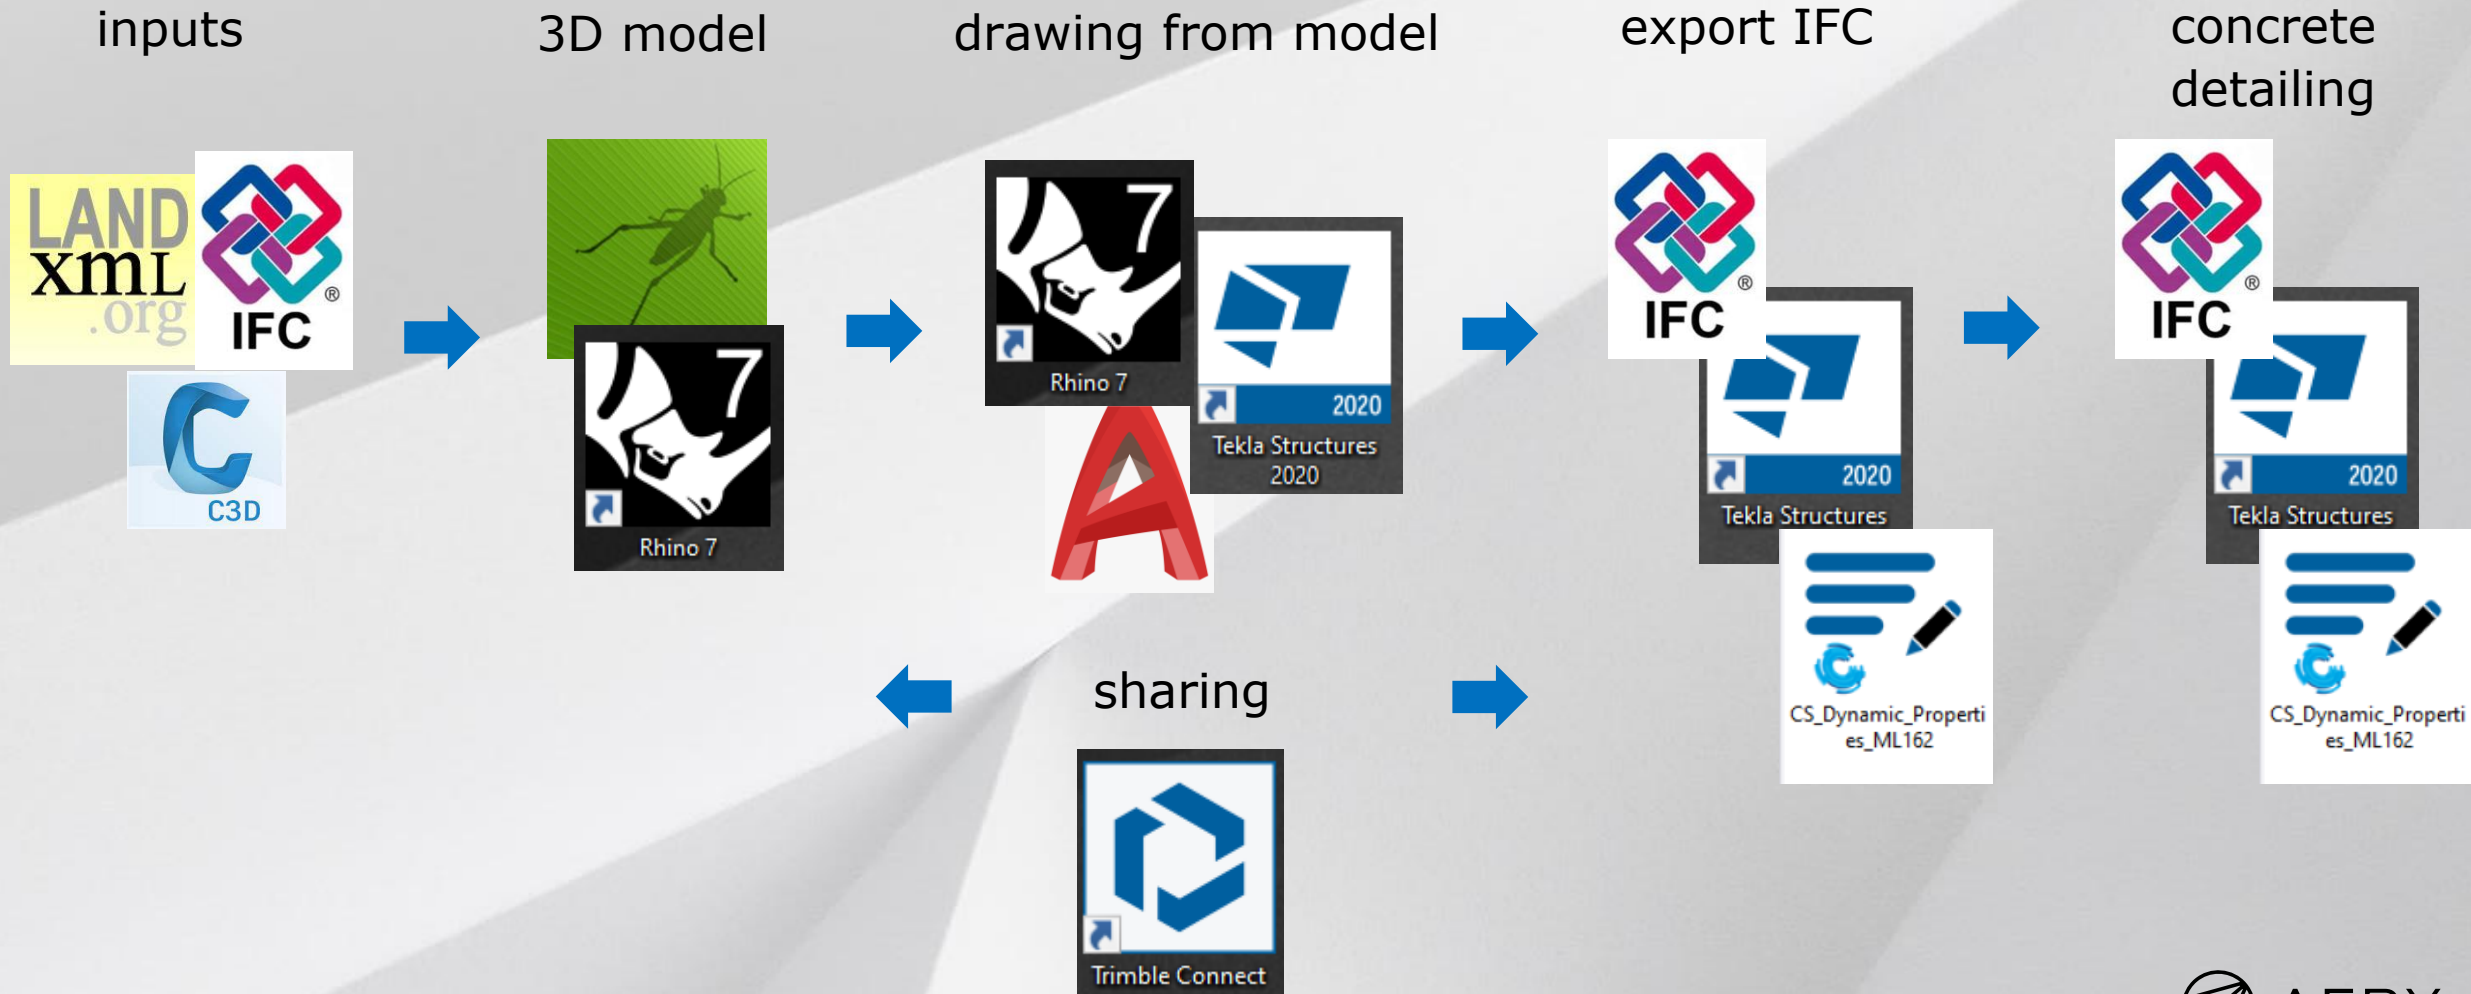 inputs
3D model
drawing from model
export IFC
concrete
detailing
LAND
xmL
.org
IFC
®
C3D
7
Rhino 7
7
Rhino 7
2020
Tekla Structures
2020
IFC
®
2020
Tekla Structures
CS_Dynamic_Properti
es_ML162
IFC
®
2020
Tekla Structures
CS_Dynamic_Properti
es_ML162
sharing
Trimble Connect